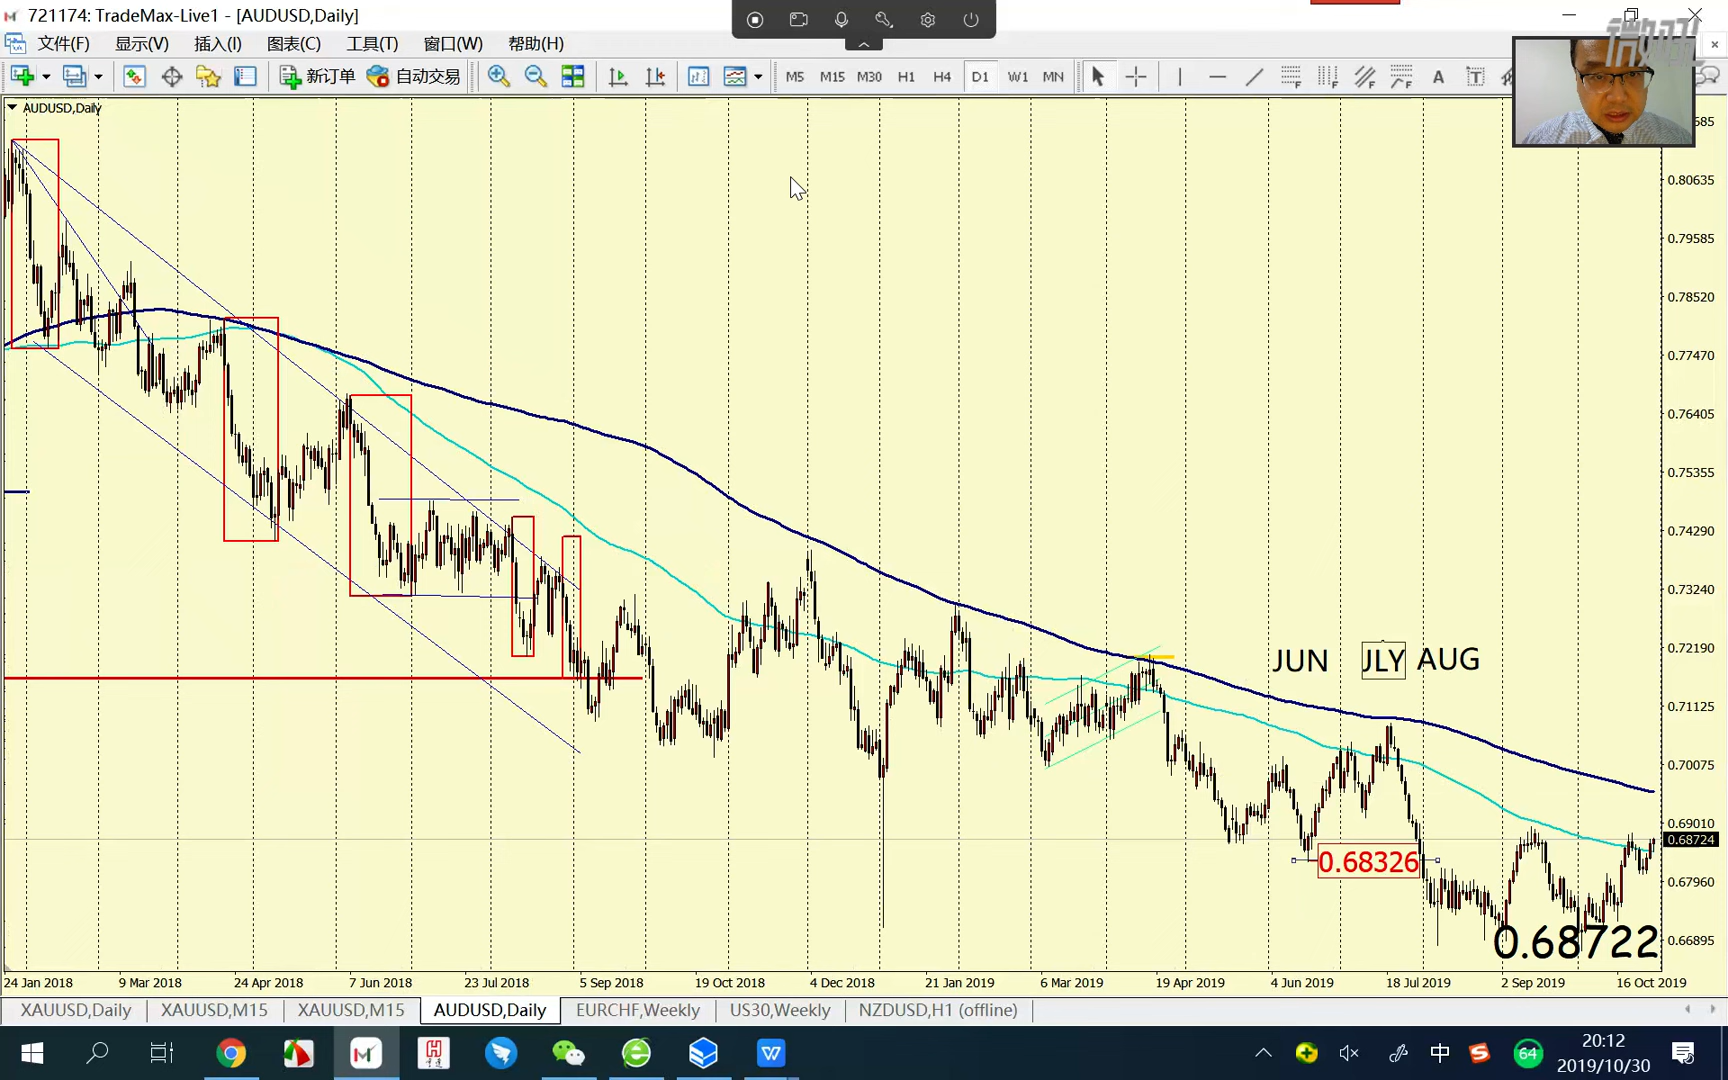 721174: TradeMax-Live1 - [AUDUSD,Daily]
文件(F) 显示(V) 插入(I) 图表(C) 工具(T) 窗口(W) 帮助(H)
新订单 自动交易 M5 M15 M30 H1 H4 D1 W1 MN A T
AUDUSD,Daily
0.80635
0.79585
0.78520
0.77470
0.76405
0.75355
0.74290
0.73240
0.72190
JUN JLY AUG
0.71125
0.70075
0.69010
0.68724
0.68326
0.67960
0.66895
0.68722
24 Jan 2018 9 Mar 2018 24 Apr 2018 7 Jun 2018 23 Jul 2018 5 Sep 2018 19 Oct 2018 4 Dec 2018 21 Jan 2019 6 Mar 2019 19 Apr 2019 4 Jun 2019 18 Jul 2019 2 Sep 2019 16 Oct 2019
XAUUSD,Daily XAUUSD,M15 XAUUSD,M15 AUDUSD,Daily EURCHF,Weekly US30,Weekly NZDUSD,H1 (offline)
中 64 20:12
2019/10/30